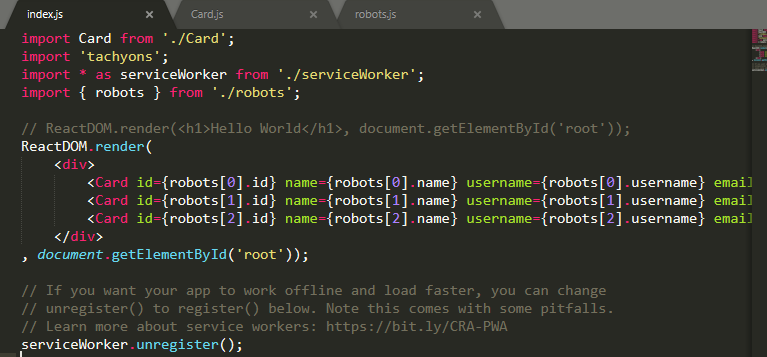 index.js × Card.js × robots.js ×
import Card from './Card';
import 'tachyons';
import * as serviceWorker from './serviceWorker';
import { robots } from './robots';
// ReactDOM.render(<h1>Hello World</h1>, document.getElementById('root'));
ReactDOM.render(
    <div>
        <Card id={robots[0].id} name={robots[0].name} username={robots[0].username} email
        <Card id={robots[1].id} name={robots[1].name} username={robots[1].username} email
        <Card id={robots[2].id} name={robots[2].name} username={robots[2].username} email
    </div>
, document.getElementById('root'));
// If you want your app to work offline and load faster, you can change
// unregister() to register() below. Note this comes with some pitfalls.
// Learn more about service workers: https://bit.ly/CRA-PWA
serviceWorker.unregister();